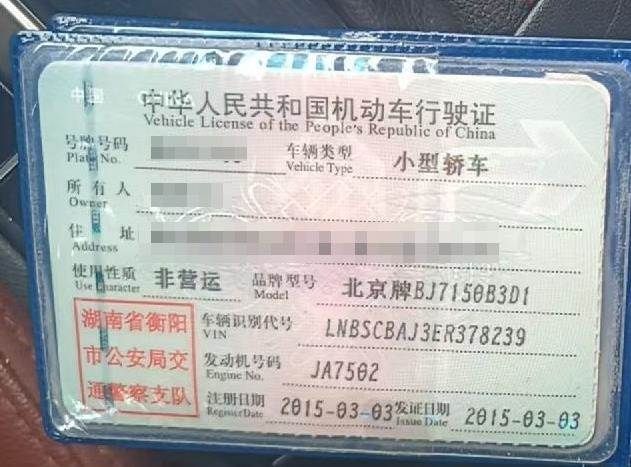 中华人民共和国机动车行驶证
Vehicle License of the People's Republic of China
号牌号码 车辆类型 小型轿车
Plate No. Vehicle Type
所有人
Owner
住址
Address
使用性质 非营运 品牌型号 北京牌BJ7150B3D1
Use Character Model
湖南省衡阳
市公安局交
通警察支队
车辆识别代号 LNBSCBAJ3ER378239
VIN
发动机号码 JA7502
Engine No.
注册日期 2015-03-03 发证日期 2015-03-03
Register Date Issue Date